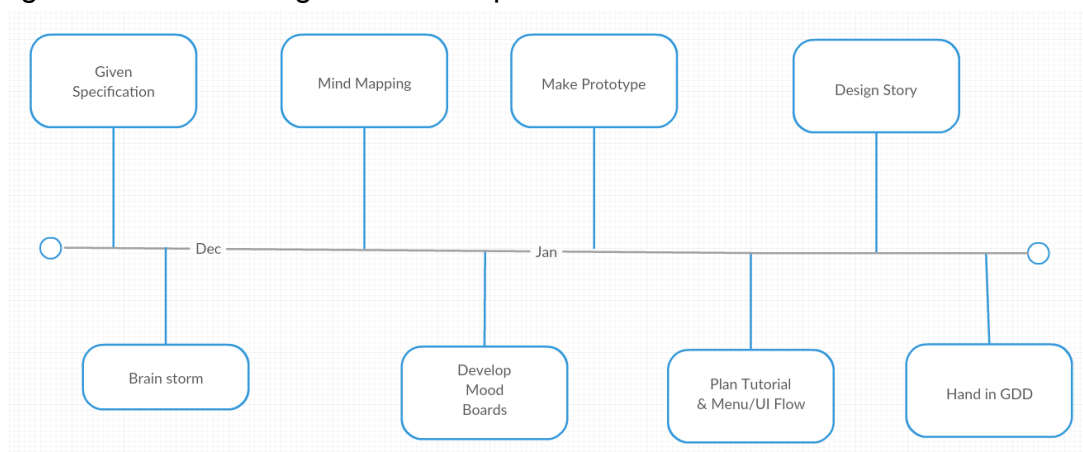 Given
Specification
Mind Mapping
Make Prototype
Design Story
Dec
Jan
Brain storm
Develop
Mood
Boards
Plan Tutorial
& Menu/UI Flow
Hand in GDD